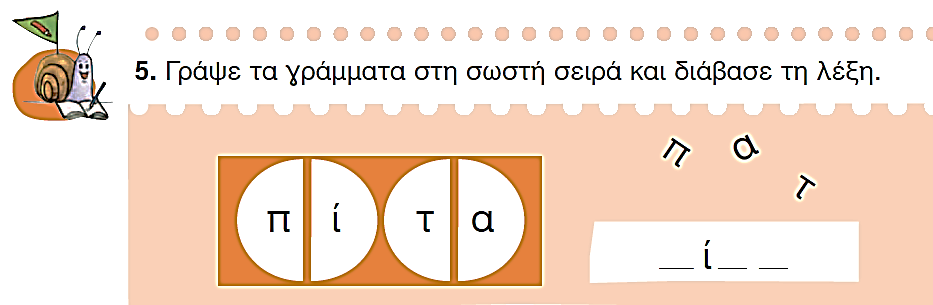 5. Γράψε τα γράμματα στη σωστή σειρά και διάβασε τη λέξη.
π ί τ α
π α τ
__ ί __ __